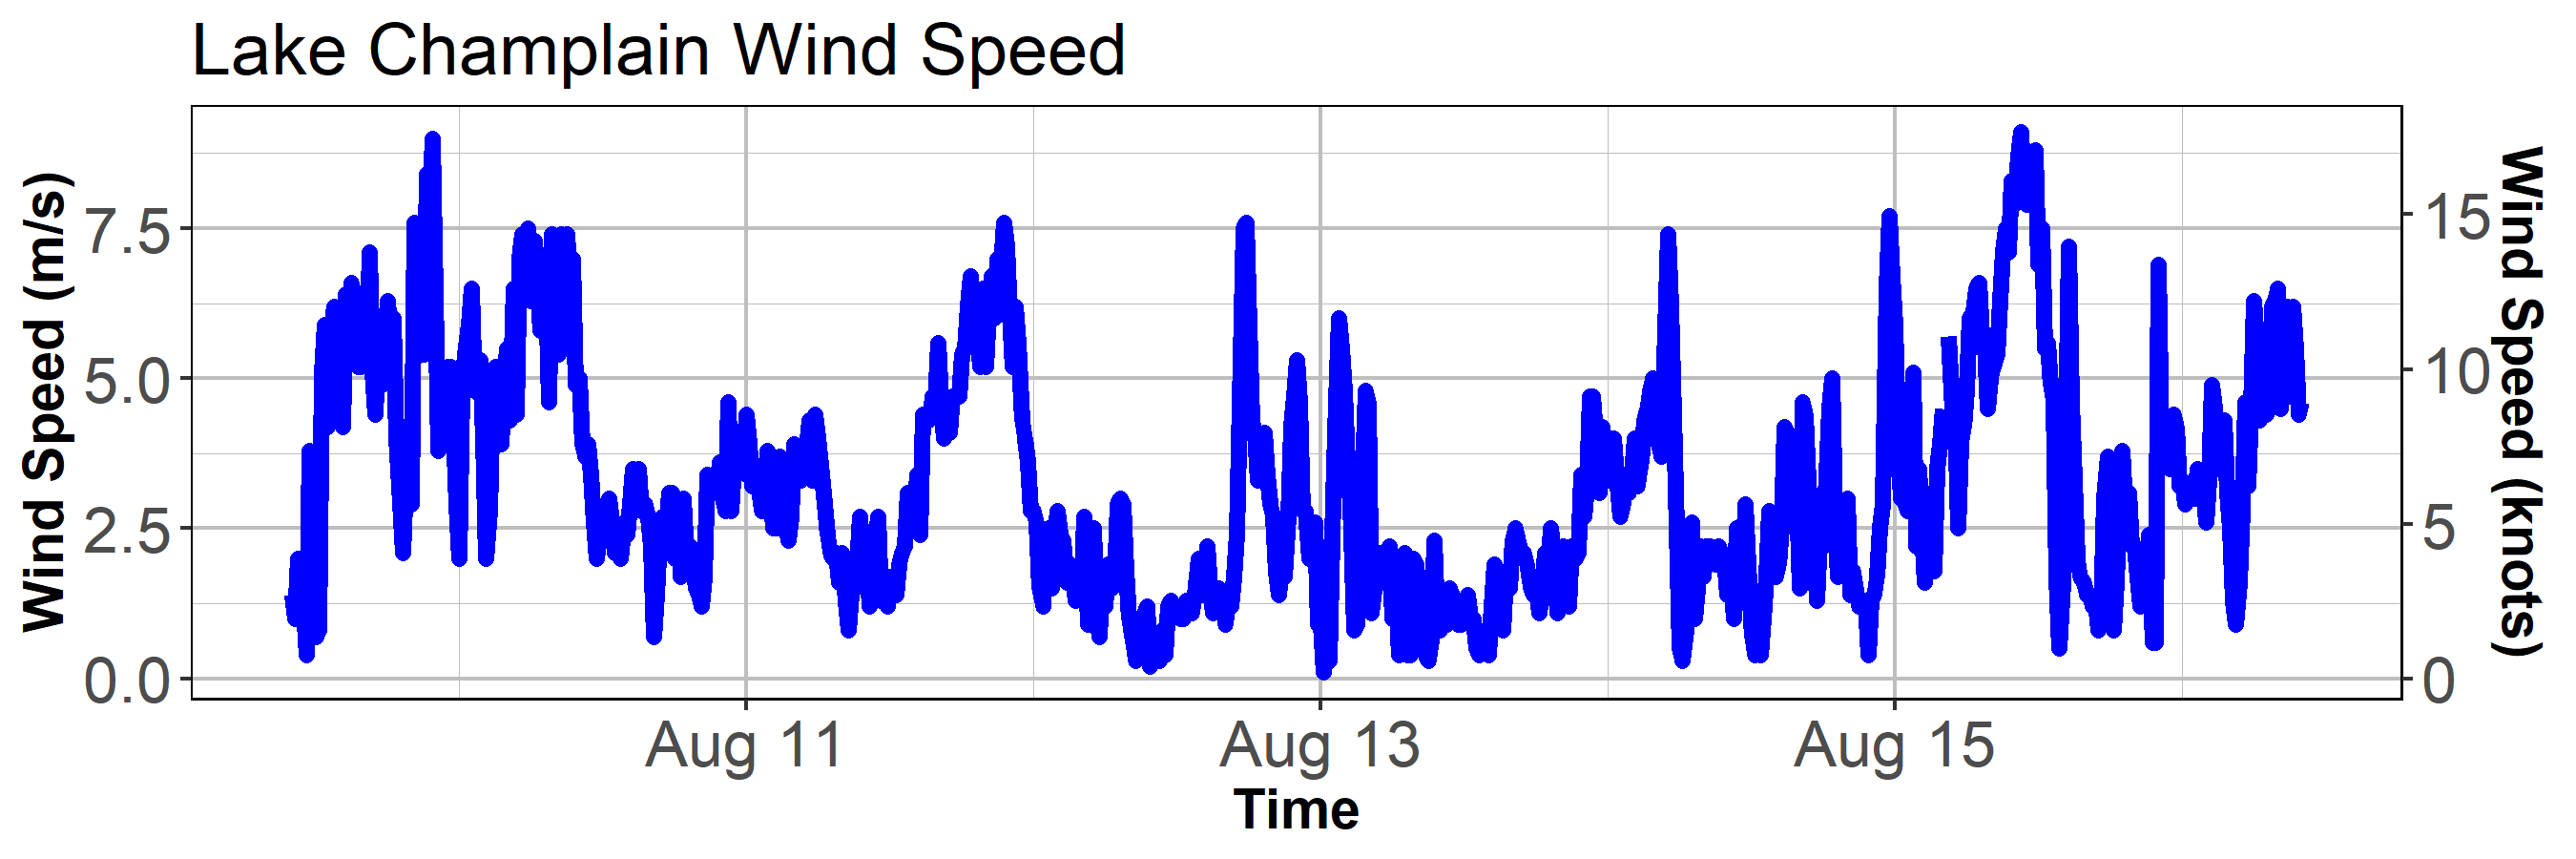 Lake Champlain Wind Speed
Wind Speed (m/s)
7.5
5.0
2.5
0.0
15
10
5
0
Wind Speed (knots)
Aug 11
Aug 13
Aug 15
Time